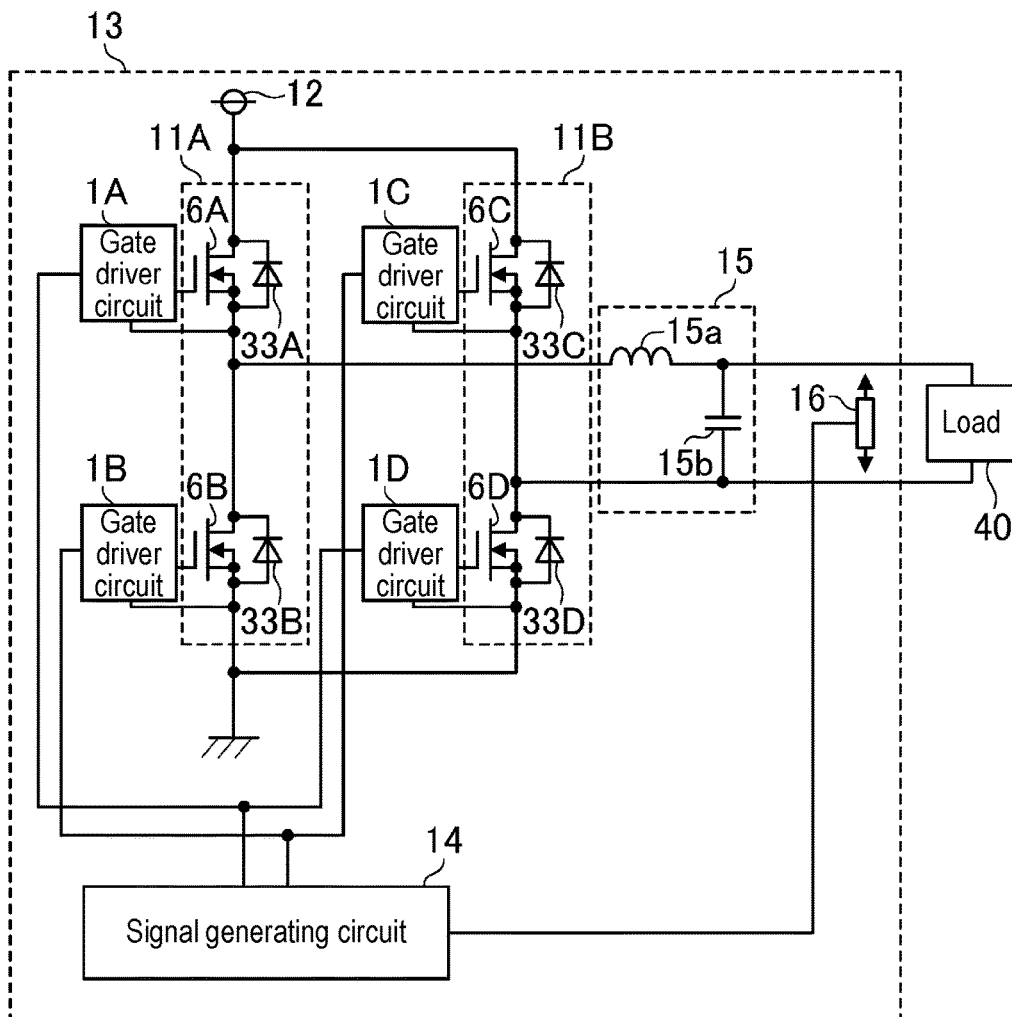 13
12
11A
11B
1A
6A
1C
6C
Gate
driver
circuit
Gate
driver
circuit
15
15a
33A
33C
16
Load
15b
1B
6B
1D
6D
40
Gate
driver
circuit
Gate
driver
circuit
33B
33D
14
Signal generating circuit